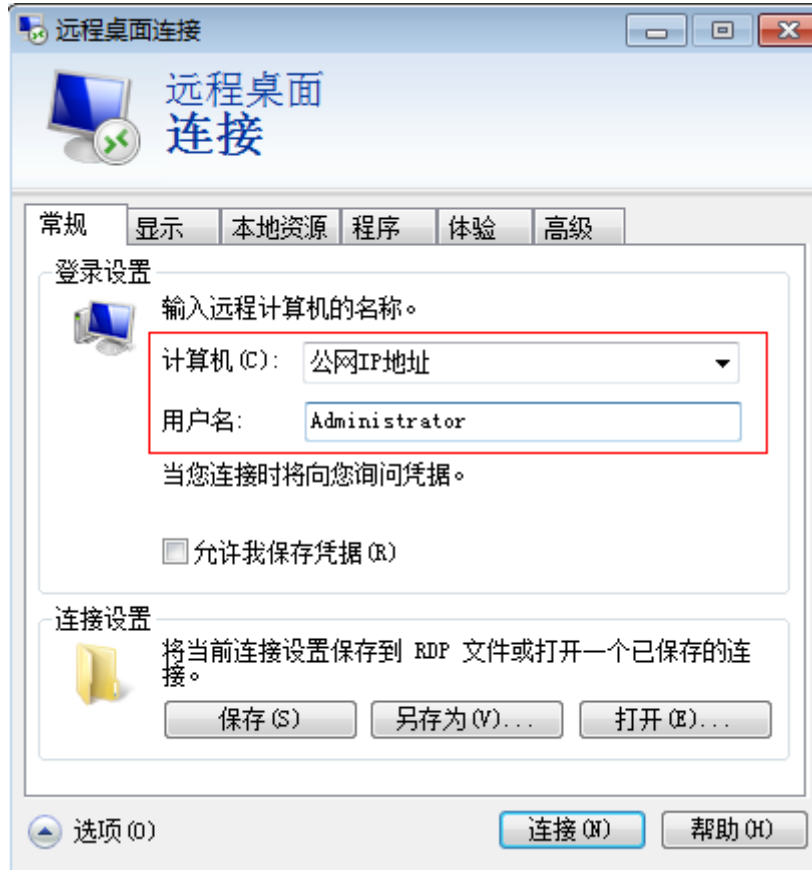 远程桌面连接
远程桌面
连接
常规 显示 本地资源 程序 体验 高级
登录设置
输入远程计算机的名称。
计算机(C): 公网IP地址
用户名: Administrator
当您连接时将向您询问凭据。
允许我保存凭据(R)
连接设置
将当前连接设置保存到 RDP 文件或打开一个已保存的连
接。
保存(S) 另存为(V)... 打开(E)...
选项(O) 连接(N) 帮助(H)